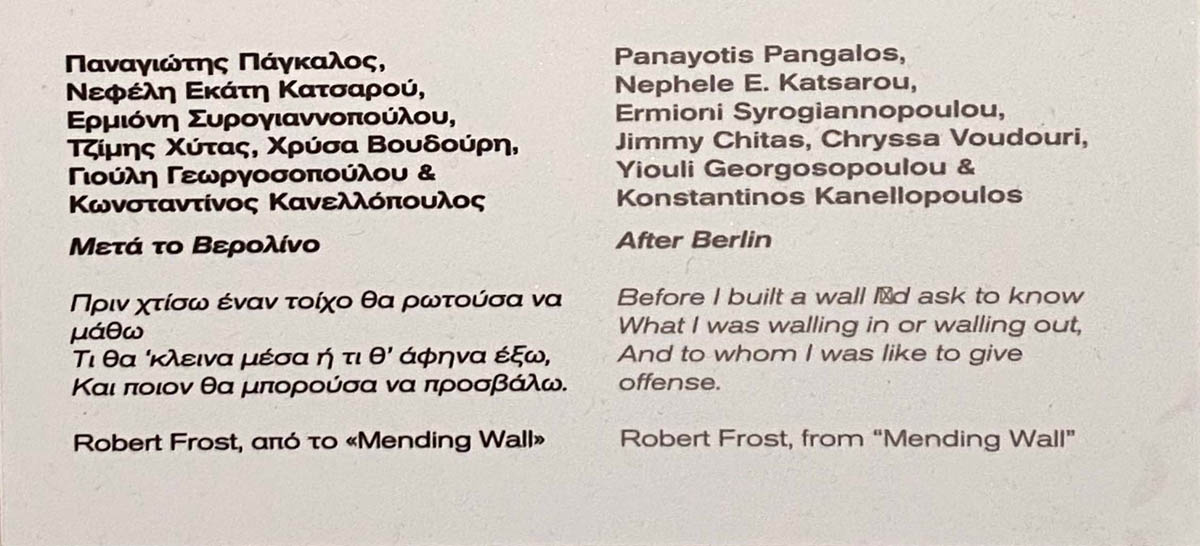 Παναγιώτης Πάγκαλος,
Νεφέλη Εκάτη Κατσαρού,
Ερμιόνη Συρογιαννοπούλου,
Τζίμης Χύτας, Χρύσα Βουδούρη,
Γιούλη Γεωργοσοπούλου &
Κωνσταντίνος Κανελλόπουλος
Μετά το Βερολίνο
Πριν χτίσω έναν τοίχο θα ρωτούσα να
μάθω
Τι θα ‘κλεινα μέσα ή τι θ’ άφηνα έξω,
Και ποιον θα μπορούσα να προσβάλω.
Robert Frost, από το «Mending Wall»
Panayotis Pangalos,
Nephele E. Katsarou,
Ermioni Syrogiannopoulou,
Jimmy Chitas, Chryssa Voudouri,
Yiouli Georgosopoulou &
Konstantinos Kanellopoulos
After Berlin
Before I built a wall I�d ask to know
What I was walling in or walling out,
And to whom I was like to give
offense.
Robert Frost, from “Mending Wall”